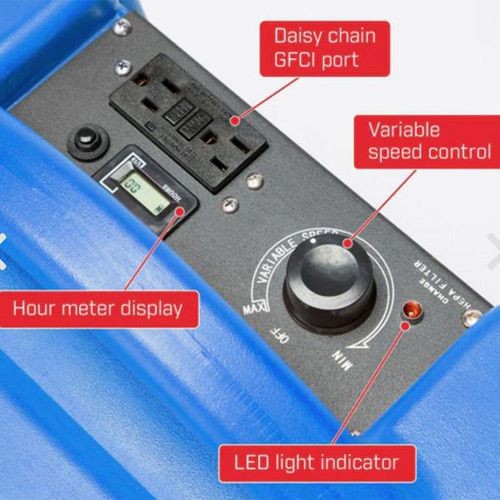 Daisy chain
GFCI port
Variable
speed control
HOURS
00
VARIABLE SPEED
MAX
OFF
MIN
CHANGE
HEPA FILTER
Hour meter display
LED light indicator